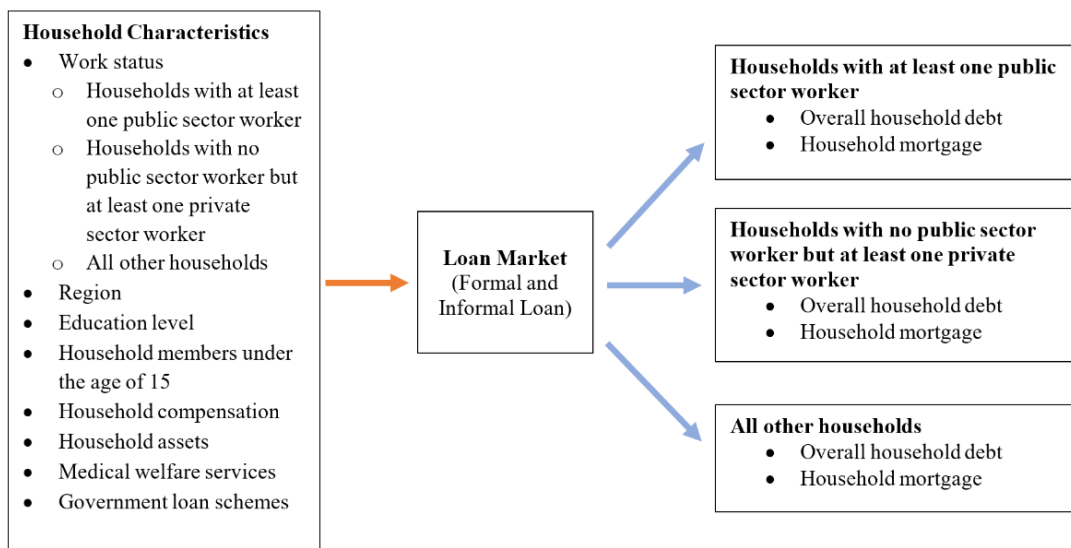 Household Characteristics
• Work status
o Households with at least
one public sector worker
o Households with no
public sector worker but
at least one private
sector worker
o All other households
• Region
• Education level
• Household members under
the age of 15
• Household compensation
• Household assets
• Medical welfare services
• Government loan schemes
Loan Market
(Formal and
Informal Loan)
Households with at least one public
sector worker
• Overall household debt
• Household mortgage
Households with no public sector
worker but at least one private
sector worker
• Overall household debt
• Household mortgage
All other households
• Overall household debt
• Household mortgage